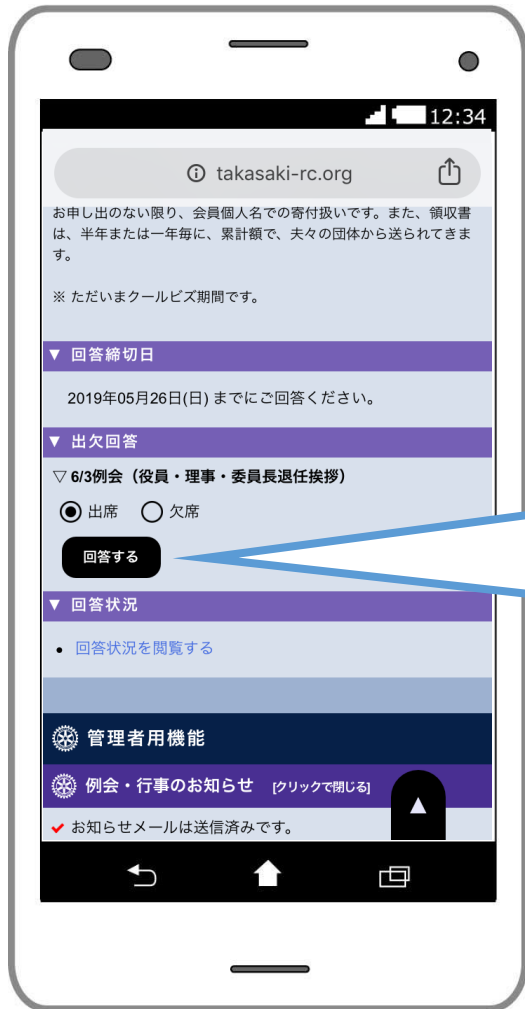 12:34
takasaki-rc.org
お申し出のない限り、会員個人名での寄付扱いです。また、領収書
は、半年または一年毎に、累計額で、夫々の団体から送られてきま
す。
※ ただいまクールビズ期間です。
▼ 回答締切日
2019年05月26日(日) までにご回答ください。
▼ 出欠回答
▽ 6/3例会（役員・理事・委員長退任挨拶）
出席 欠席
回答する
▼ 回答状況
• 回答状況を閲覧する
管理者用機能
例会・行事のお知らせ [クリックで閉じる]
▲
✔ お知らせメールは送信済みです。